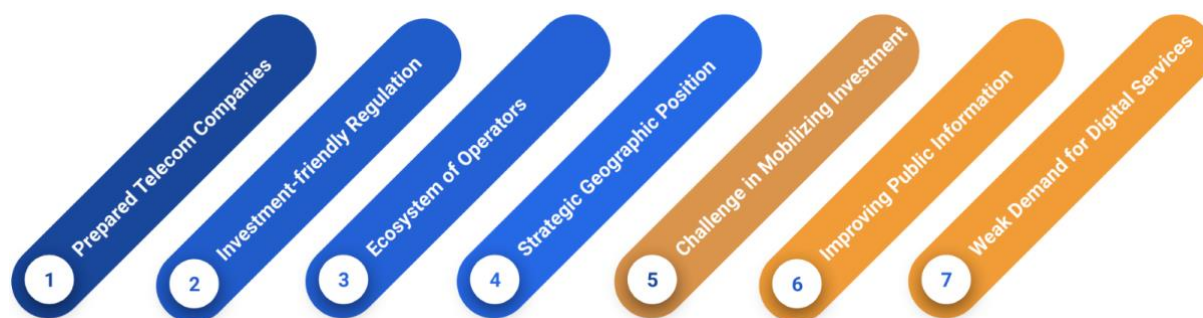 1 Prepared Telecom Companies
2 Investment-friendly Regulation
3 Ecosystem of Operators
4 Strategic Geographic Position
5 Challenge in Mobilizing Investment
6 Improving Public Information
7 Weak Demand for Digital Services